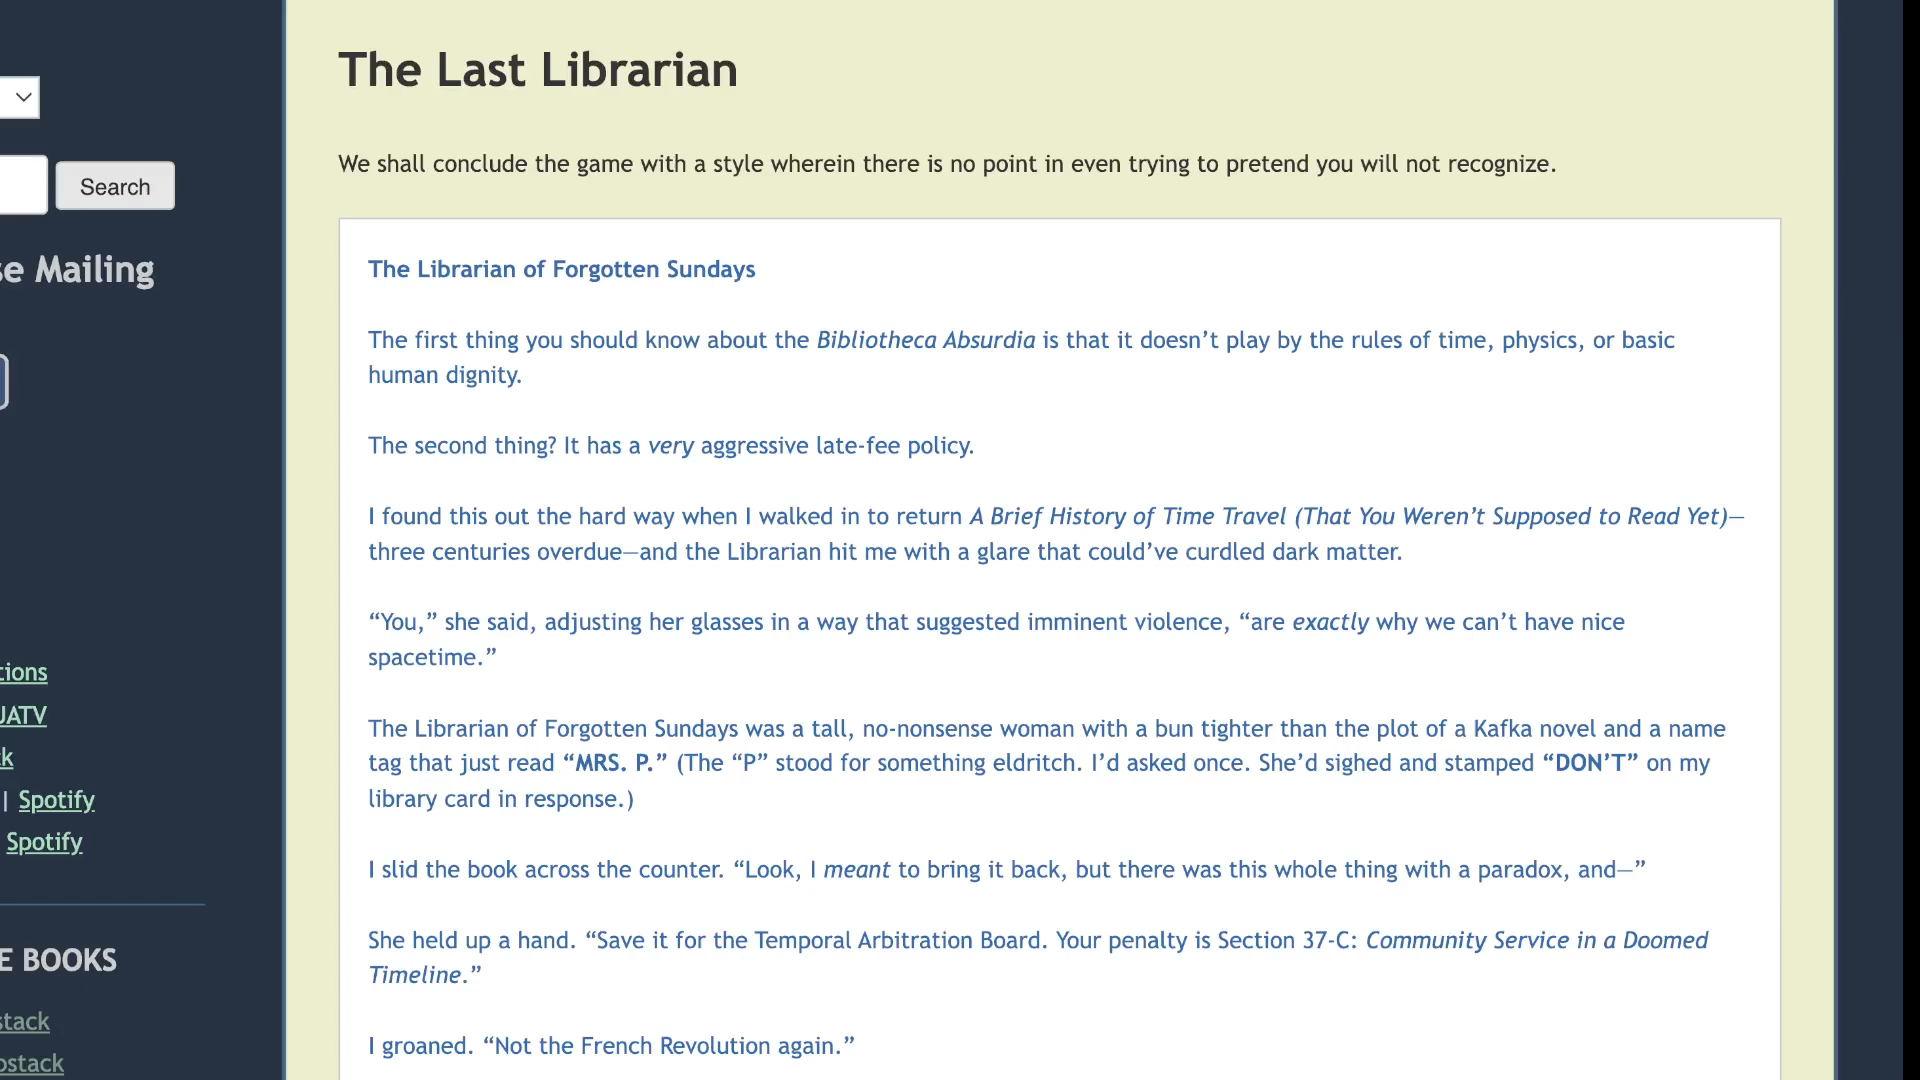 Search
se Mailing
tions
UATV
k
| Spotify
Spotify
E BOOKS
stack
ostack
The Last Librarian
We shall conclude the game with a style wherein there is no point in even trying to pretend you will not recognize.
The Librarian of Forgotten Sundays
The first thing you should know about the Bibliotheca Absurdia is that it doesn’t play by the rules of time, physics, or basic
human dignity.
The second thing? It has a very aggressive late-fee policy.
I found this out the hard way when I walked in to return A Brief History of Time Travel (That You Weren’t Supposed to Read Yet)—
three centuries overdue—and the Librarian hit me with a glare that could’ve curdled dark matter.
“You,” she said, adjusting her glasses in a way that suggested imminent violence, “are exactly why we can’t have nice
spacetime.”
The Librarian of Forgotten Sundays was a tall, no-nonsense woman with a bun tighter than the plot of a Kafka novel and a name
tag that just read “MRS. P.” (The “P” stood for something eldritch. I’d asked once. She’d sighed and stamped “DON’T” on my
library card in response.)
I slid the book across the counter. “Look, I meant to bring it back, but there was this whole thing with a paradox, and—”
She held up a hand. “Save it for the Temporal Arbitration Board. Your penalty is Section 37-C: Community Service in a Doomed
Timeline.”
I groaned. “Not the French Revolution again.”